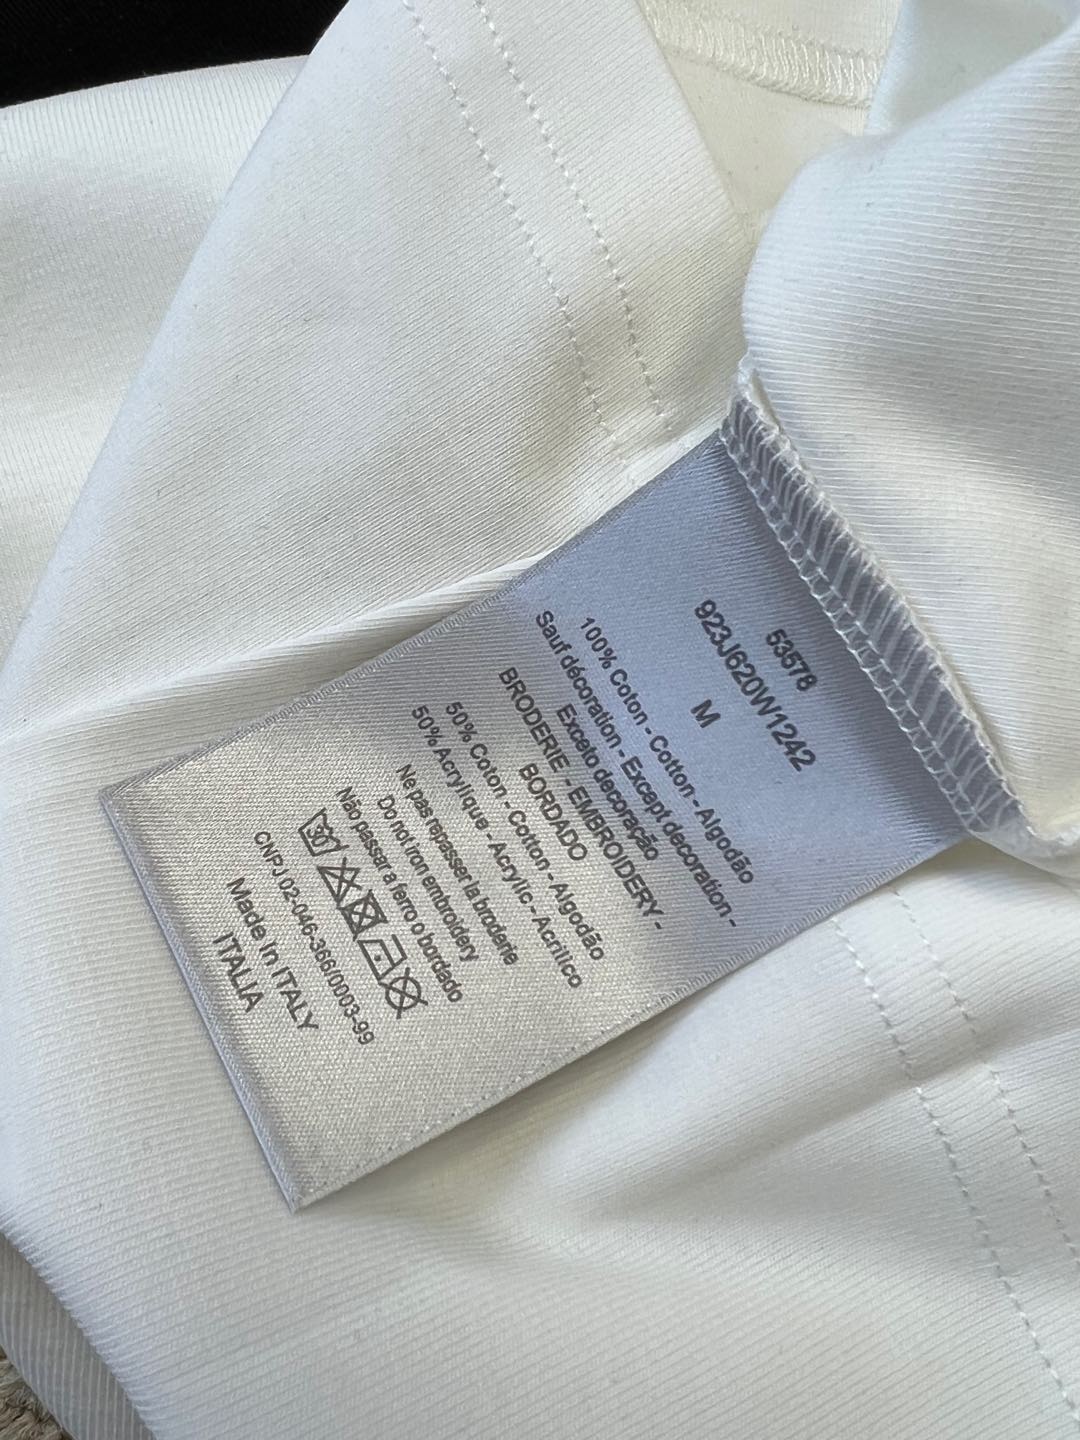 53578
923J620W1242
M
100% Coton - Cotton - Algodão
Sauf décoration - Except decoration -
Exceto decoração
BRODERIE - EMBROIDERY -
BORDADO
50% Coton - Cotton - Algodão
50% Acrylique - Acrylic - Acrílico
Ne pas repasser la broderie
Do not iron embroidery
Não passar a ferro o bordado
30
CNPJ 02-046-366/0003-99
Made In ITALY
ITALIA